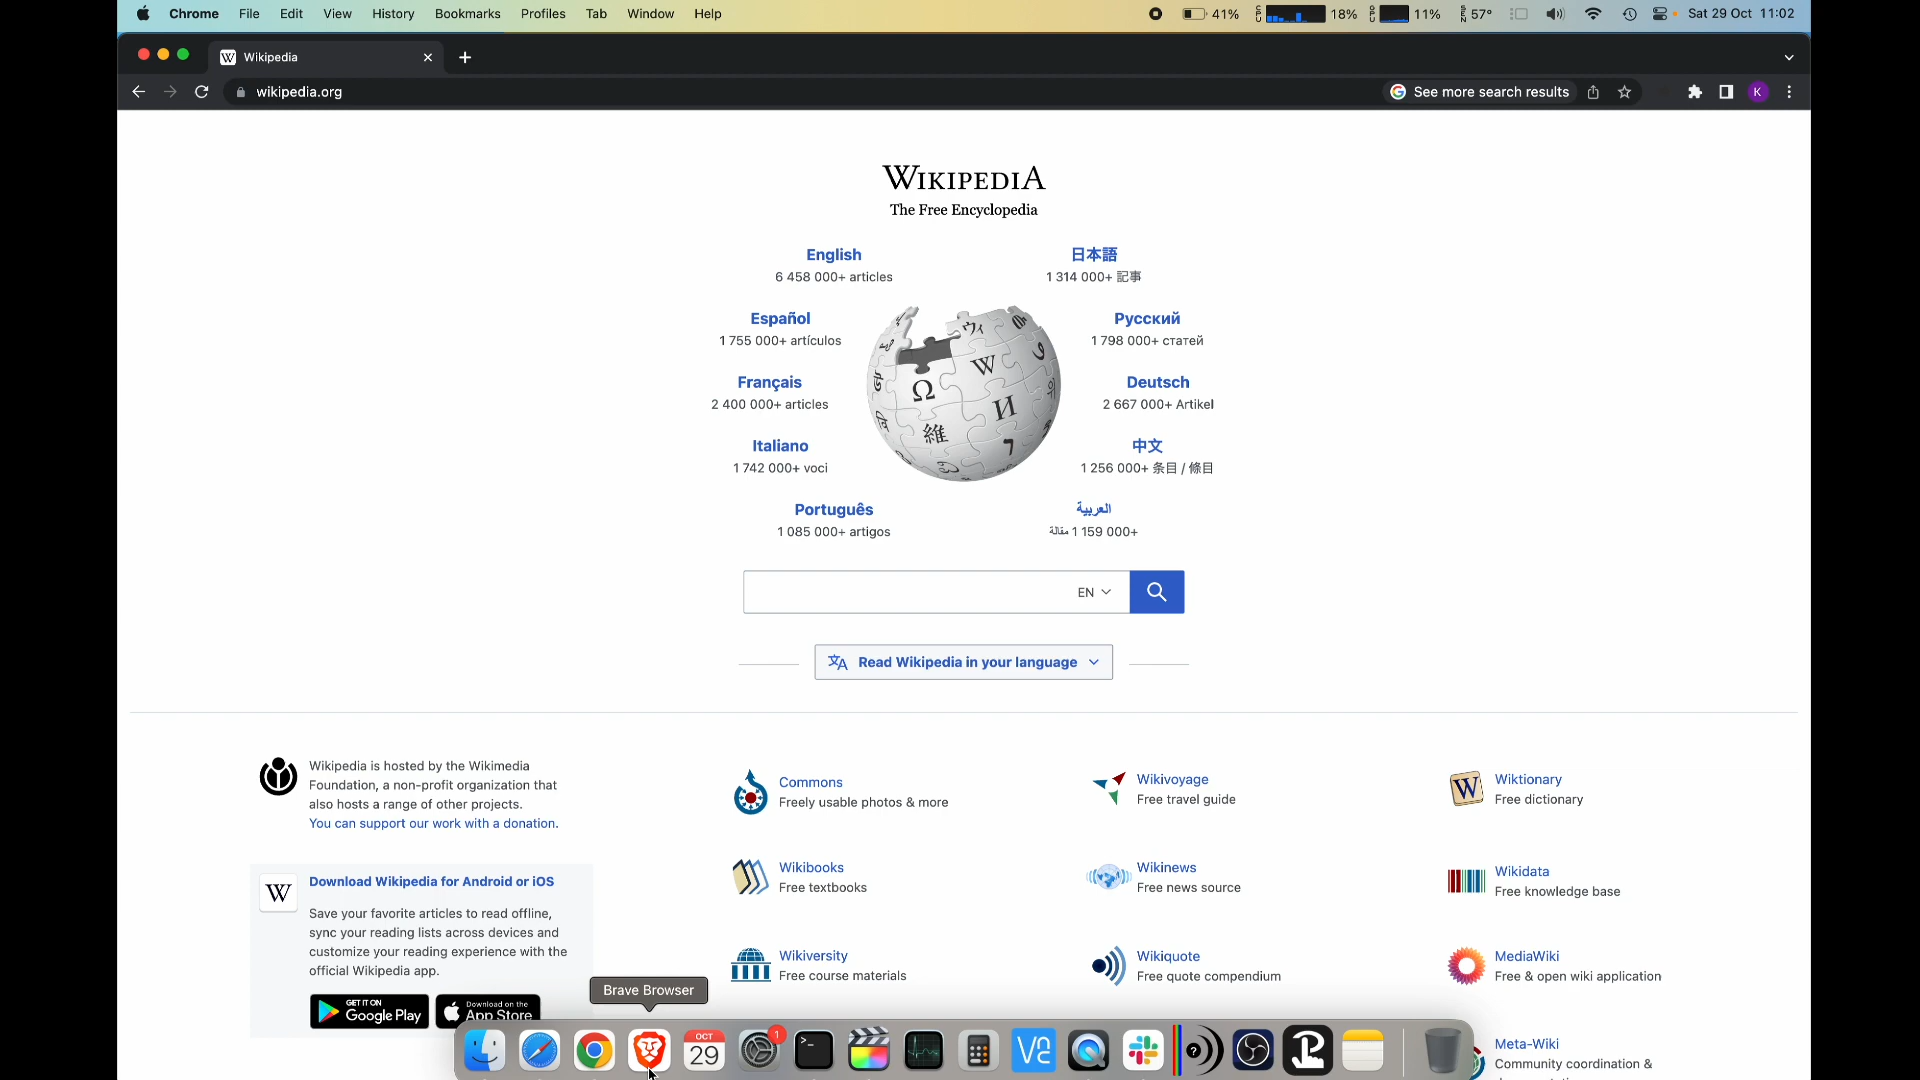 Chrome File Edit View History Bookmarks Profiles Tab Window Help 41% 18% 11% 57° Sat 29 Oct 11:02
Wikipedia
wikipedia.org See more search results K
WIKIPEDIA
The Free Encyclopedia
English 日本語
6 458 000+ articles 1 314 000+ 記事
Español Русский
1 755 000+ artículos 1 798 000+ статей
Français Deutsch
2 400 000+ articles 2 667 000+ Artikel
Italiano 中文
1 742 000+ voci 1 256 000+ 条目 / 條目
Português العربية
1 085 000+ artigos 1 159 000+ مقالة
EN
Read Wikipedia in your language
Wikipedia is hosted by the Wikimedia
Foundation, a non-profit organization that
also hosts a range of other projects.
You can support our work with a donation.
Download Wikipedia for Android or iOS
Save your favorite articles to read offline,
sync your reading lists across devices and
customize your reading experience with the
official Wikipedia app.
GET IT ON
Google Play
Download on the
App Store
Commons
Freely usable photos & more
Wikivoyage
Free travel guide
Wiktionary
Free dictionary
Wikibooks
Free textbooks
Wikinews
Free news source
Wikidata
Free knowledge base
Wikiversity
Free course materials
Wikiquote
Free quote compendium
MediaWiki
Free & open wiki application
Meta-Wiki
Community coordination &
Brave Browser
OCT
29
1